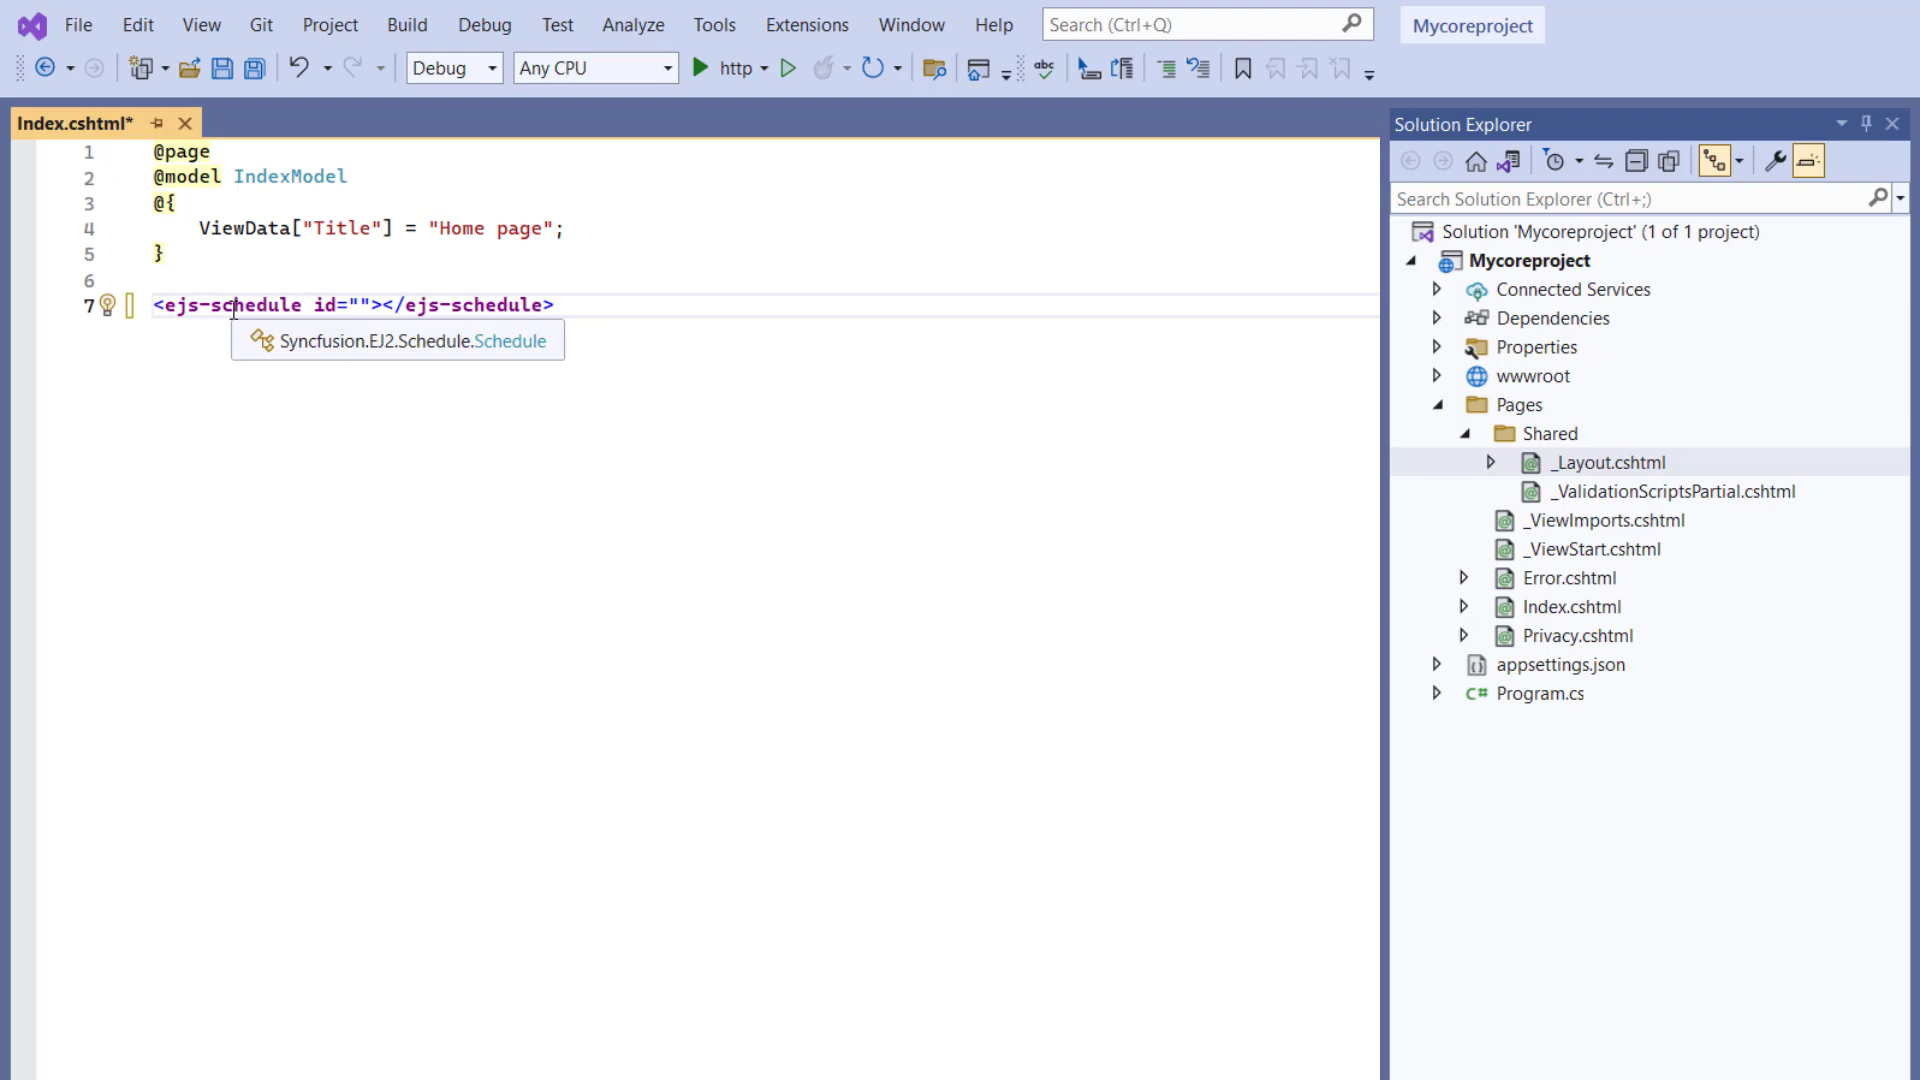 File Edit View Git Project Build Debug Test Analyze Tools Extensions Window Help Search (Ctrl+Q) Mycoreproject
Debug Any CPU http abc
Index.cshtml*
1 @page
2 @model IndexModel
3 @{
4 ViewData["Title"] = "Home page";
5 }
6
7 <ejs-schedule id=""></ejs-schedule>
Syncfusion.EJ2.Schedule.Schedule
Solution Explorer
Search Solution Explorer (Ctrl+;)
Solution 'Mycoreproject' (1 of 1 project)
Mycoreproject
Connected Services
Dependencies
Properties
wwwroot
Pages
Shared
_Layout.cshtml
_ValidationScriptsPartial.cshtml
_ViewImports.cshtml
_ViewStart.cshtml
Error.cshtml
Index.cshtml
Privacy.cshtml
appsettings.json
C# Program.cs